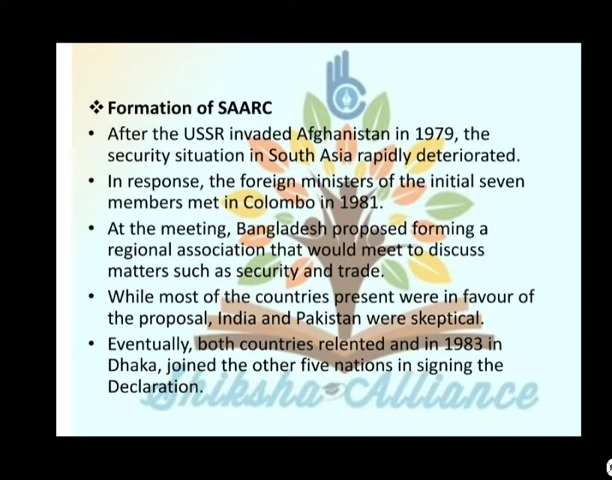 ❖ Formation of SAARC
• After the USSR invaded Afghanistan in 1979, the
security situation in South Asia rapidly deteriorated.
• In response, the foreign ministers of the initial seven
members met in Colombo in 1981.
• At the meeting, Bangladesh proposed forming a
regional association that would meet to discuss
matters such as security and trade.
• While most of the countries present were in favour of
the proposal, India and Pakistan were skeptical.
• Eventually, both countries relented and in 1983 in
Dhaka, joined the other five nations in signing the
Declaration.
Shiksha Alliance